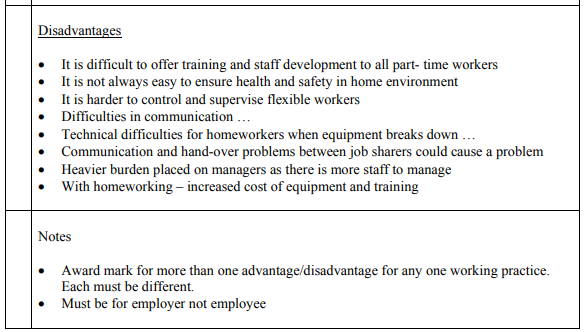 Disadvantages
• It is difficult to offer training and staff development to all part- time workers
• It is not always easy to ensure health and safety in home environment
• It is harder to control and supervise flexible workers
• Difficulties in communication …
• Technical difficulties for homeworkers when equipment breaks down …
• Communication and hand-over problems between job sharers could cause a problem
• Heavier burden placed on managers as there is more staff to manage
• With homeworking – increased cost of equipment and training
Notes
• Award mark for more than one advantage/disadvantage for any one working practice.
Each must be different.
• Must be for employer not employee